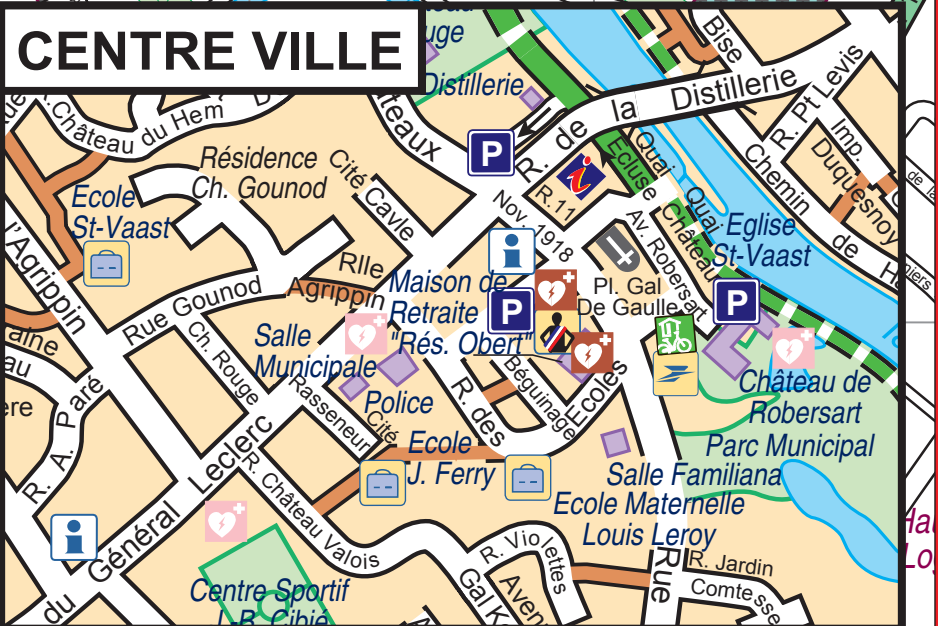 CENTRE VILLE
Distillerie
R. de la Distillerie
Bise
R. Pt Levis
Imp.
Duquesnoy
Chemin de
Château du Hem
Résidence
Ch. Gounod
Cité Cavle
P
i
R.11
Nov. 1918
Quai
Ecluse
Quai
Château
Av. Robersart
Eglise
St-Vaast
Ecole
St-Vaast
l'Agrippin
Rue Gounod
Rlle
Agrippin
Maison de
Retraite
"Rés. Obert"
i
P
Pl. Gal
De Gaulle
P
Salle
Municipale
Ch. Rouge
Rasseneur
Cité
Police
R. des Ecoles
Béguinage
Château de
Robersart
Parc Municipal
R. A. Paré
Ecole
J. Ferry
Salle Familiana
Ecole Maternelle
Louis Leroy
du Général Leclerc
R. Château Valois
i
R. Violettes
Rue
R. Jardin
Comtesse
Centre Sportif
J-B. Cibié